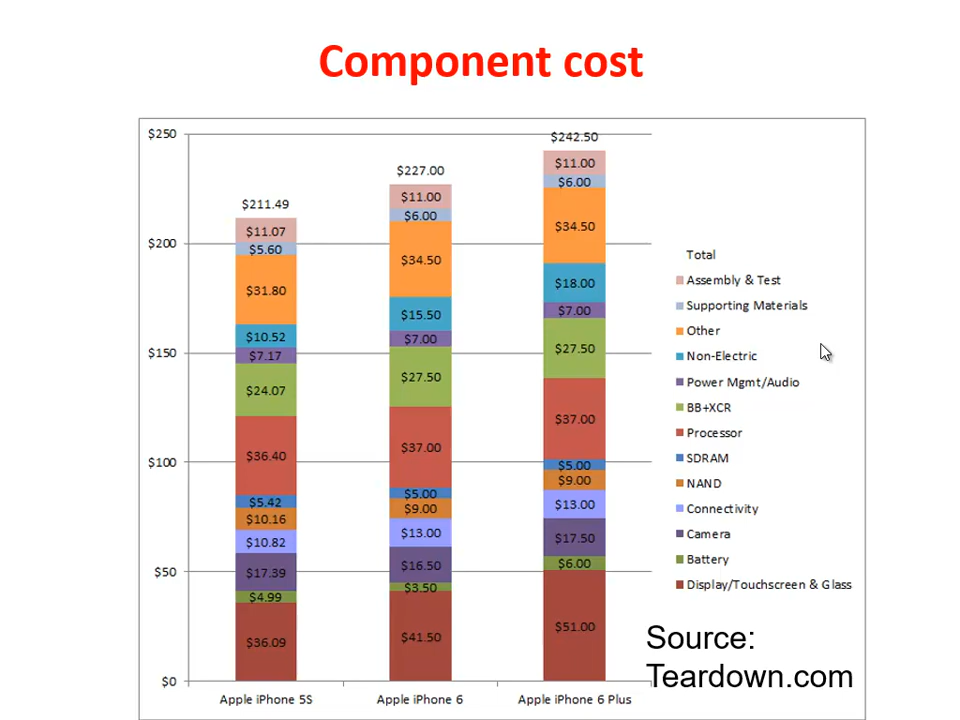 Component cost
$250
$200
$150
$100
$50
$0
$211.49
$11.07
$5.60
$31.80
$10.52
$7.17
$24.07
$36.40
$5.42
$10.16
$10.82
$17.39
$4.99
$36.09
Apple iPhone 5S
$227.00
$11.00
$6.00
$34.50
$15.50
$7.00
$27.50
$37.00
$5.00
$9.00
$13.00
$16.50
$3.50
$41.50
Apple iPhone 6
$242.50
$11.00
$6.00
$34.50
$18.00
$7.00
$27.50
$37.00
$5.00
$9.00
$13.00
$17.50
$6.00
$51.00
Apple iPhone 6 Plus
Total
Assembly & Test
Supporting Materials
Other
Non-Electric
Power Mgmt/Audio
BB+XCR
Processor
SDRAM
NAND
Connectivity
Camera
Battery
Display/Touchscreen & Glass
Source:
Teardown.com